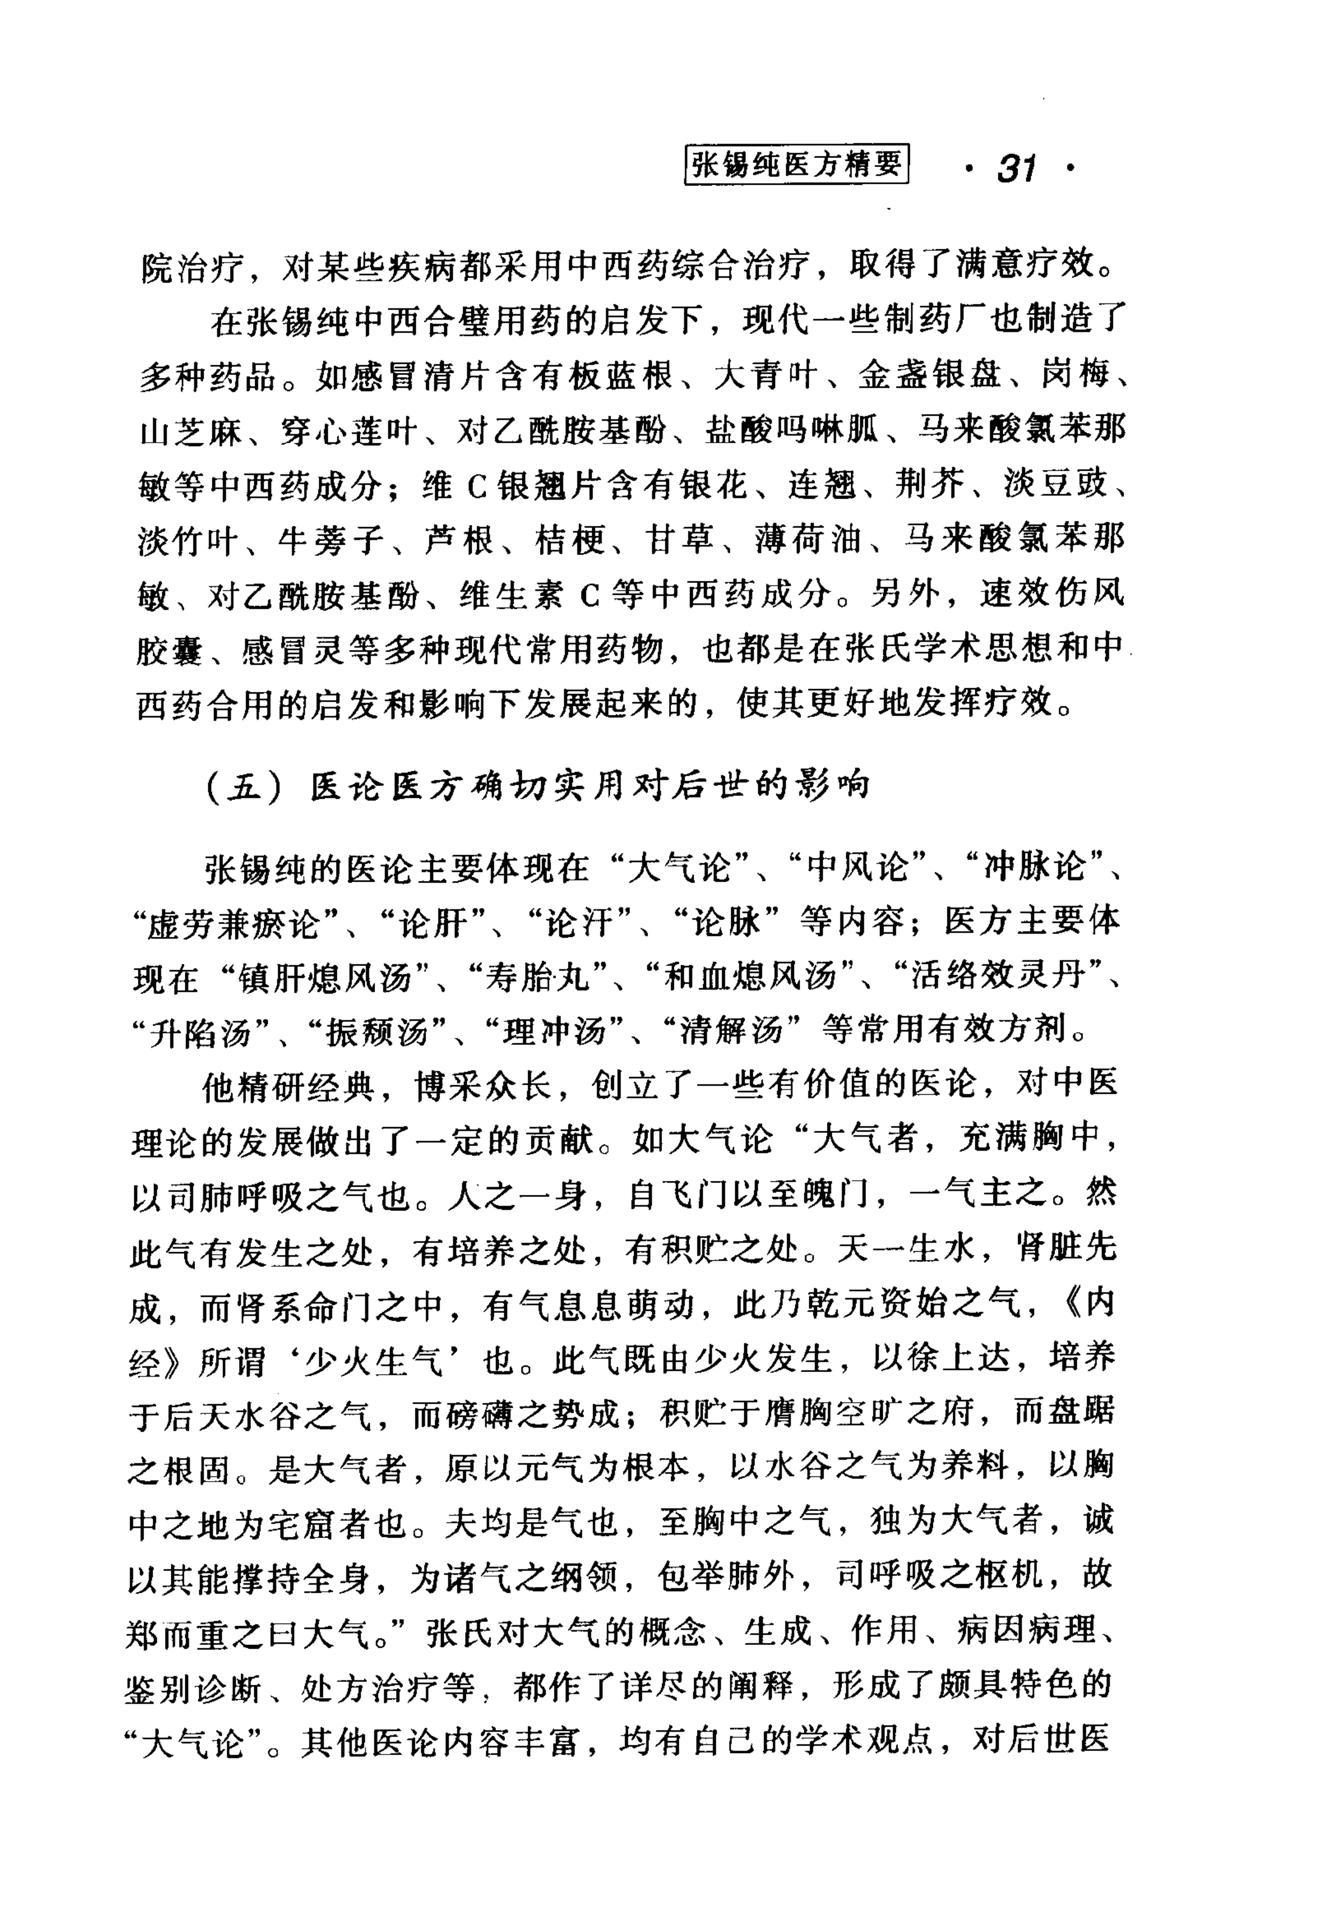 张锡纯医方精要 · 31 ·
院治疗，对某些疾病都采用中西药综合治疗，取得了满意疗效。
在张锡纯中西合璧用药的启发下，现代一些制药厂也制造了
多种药品。如感冒清片含有板蓝根、大青叶、金盏银盘、岗梅、
山芝麻、穿心莲叶、对乙酰胺基酚、盐酸吗啉胍、马来酸氯苯那
敏等中西药成分；维 C 银翘片含有银花、连翘、荆芥、淡豆豉、
淡竹叶、牛蒡子、芦根、桔梗、甘草、薄荷油、马来酸氯苯那
敏、对乙酰胺基酚、维生素 C 等中西药成分。另外，速效伤风
胶囊、感冒灵等多种现代常用药物，也都是在张氏学术思想和中
西药合用的启发和影响下发展起来的，使其更好地发挥疗效。
（五）医论医方确切实用对后世的影响
张锡纯的医论主要体现在“大气论”、“中风论”、“冲脉论”、
“虚劳兼瘀论”、“论肝”、“论汗”、“论脉”等内容；医方主要体
现在“镇肝熄风汤”、“寿胎丸”、“和血熄风汤”、“活络效灵丹”、
“升陷汤”、“振颓汤”、“理冲汤”、“清解汤”等常用有效方剂。
他精研经典，博采众长，创立了一些有价值的医论，对中医
理论的发展做出了一定的贡献。如大气论“大气者，充满胸中，
以司肺呼吸之气也。人之一身，自飞门以至魄门，一气主之。然
此气有发生之处，有培养之处，有积贮之处。天一生水，肾脏先
成，而肾系命门之中，有气息息萌动，此乃乾元资始之气，《内
经》所谓‘少火生气’也。此气既由少火发生，以徐上达，培养
于后天水谷之气，而磅礴之势成；积贮于膺胸空旷之府，而盘踞
之根固。是大气者，原以元气为根本，以水谷之气为养料，以胸
中之地为宅窟者也。夫均是气也，至胸中之气，独为大气者，诚
以其能撑持全身，为诸气之纲领，包举肺外，司呼吸之枢机，故
郑而重之曰大气。”张氏对大气的概念、生成、作用、病因病理、
鉴别诊断、处方治疗等，都作了详尽的阐释，形成了颇具特色的
“大气论”。其他医论内容丰富，均有自己的学术观点，对后世医